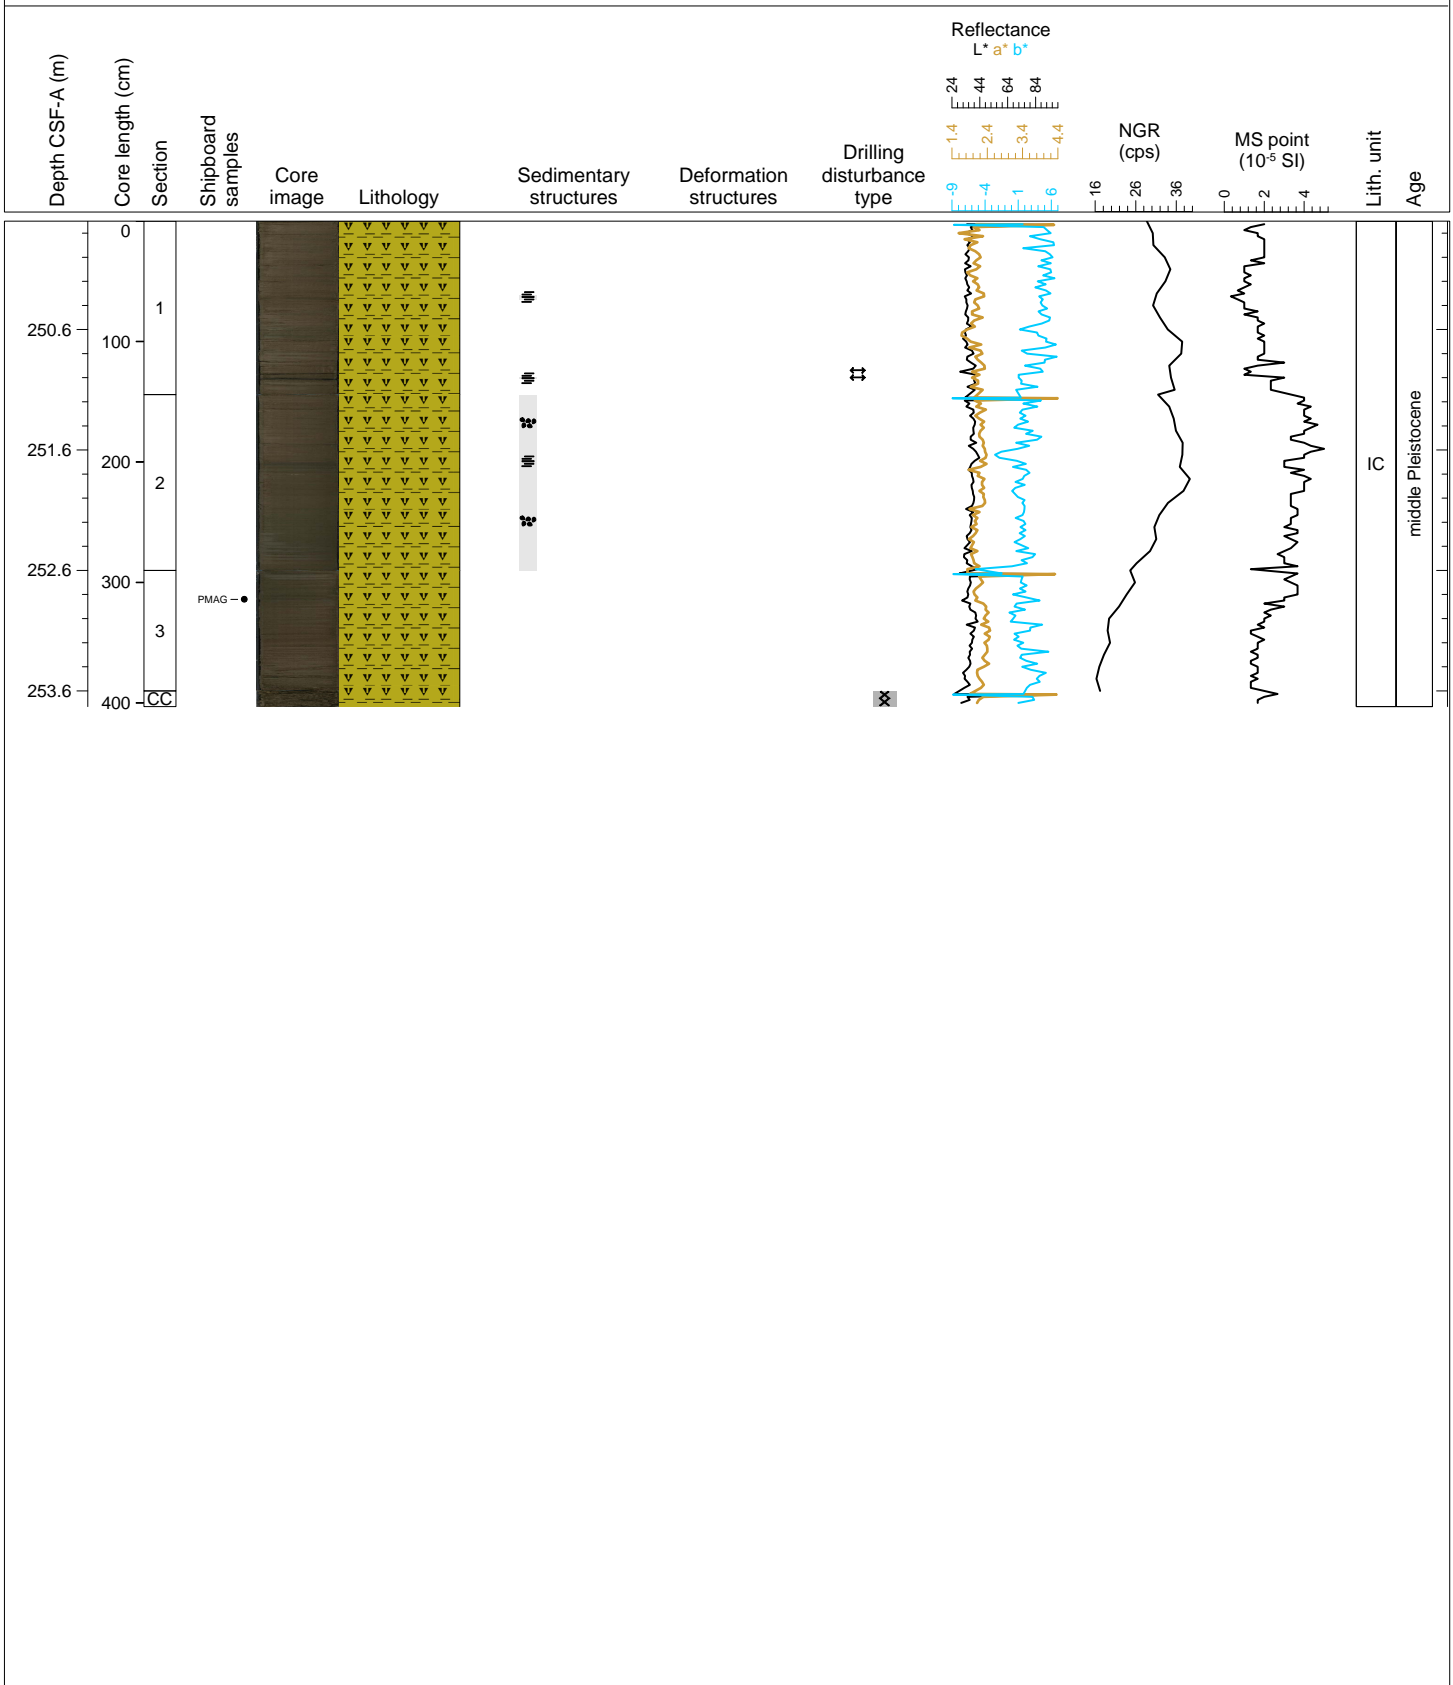 Depth CSF-A (m)
Core length (cm)
Section
Shipboard
samples
Core
image
Lithology
Sedimentary
structures
Deformation
structures
Drilling
disturbance
type
Reflectance
L* a* b*
24 44 64 84
1.4 2.4 3.4 4.4
-9 -4 1 6
NGR
(cps)
16 26 36
MS point
(10-5 SI)
0 2 4
Lith. unit
Age
0
1
250.6
100
251.6
200
2
252.6
300
PMAG
3
253.6
400
CC
IC
middle Pleistocene